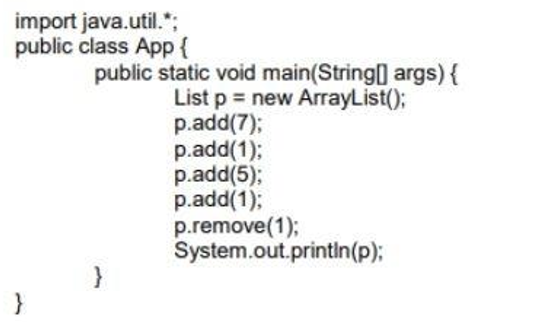 import java.util.*;
public class App {
public static void main(String[] args) {
List p = new ArrayList();
p.add(7);
p.add(1);
p.add(5);
p.add(1);
p.remove(1);
System.out.println(p);
}
}